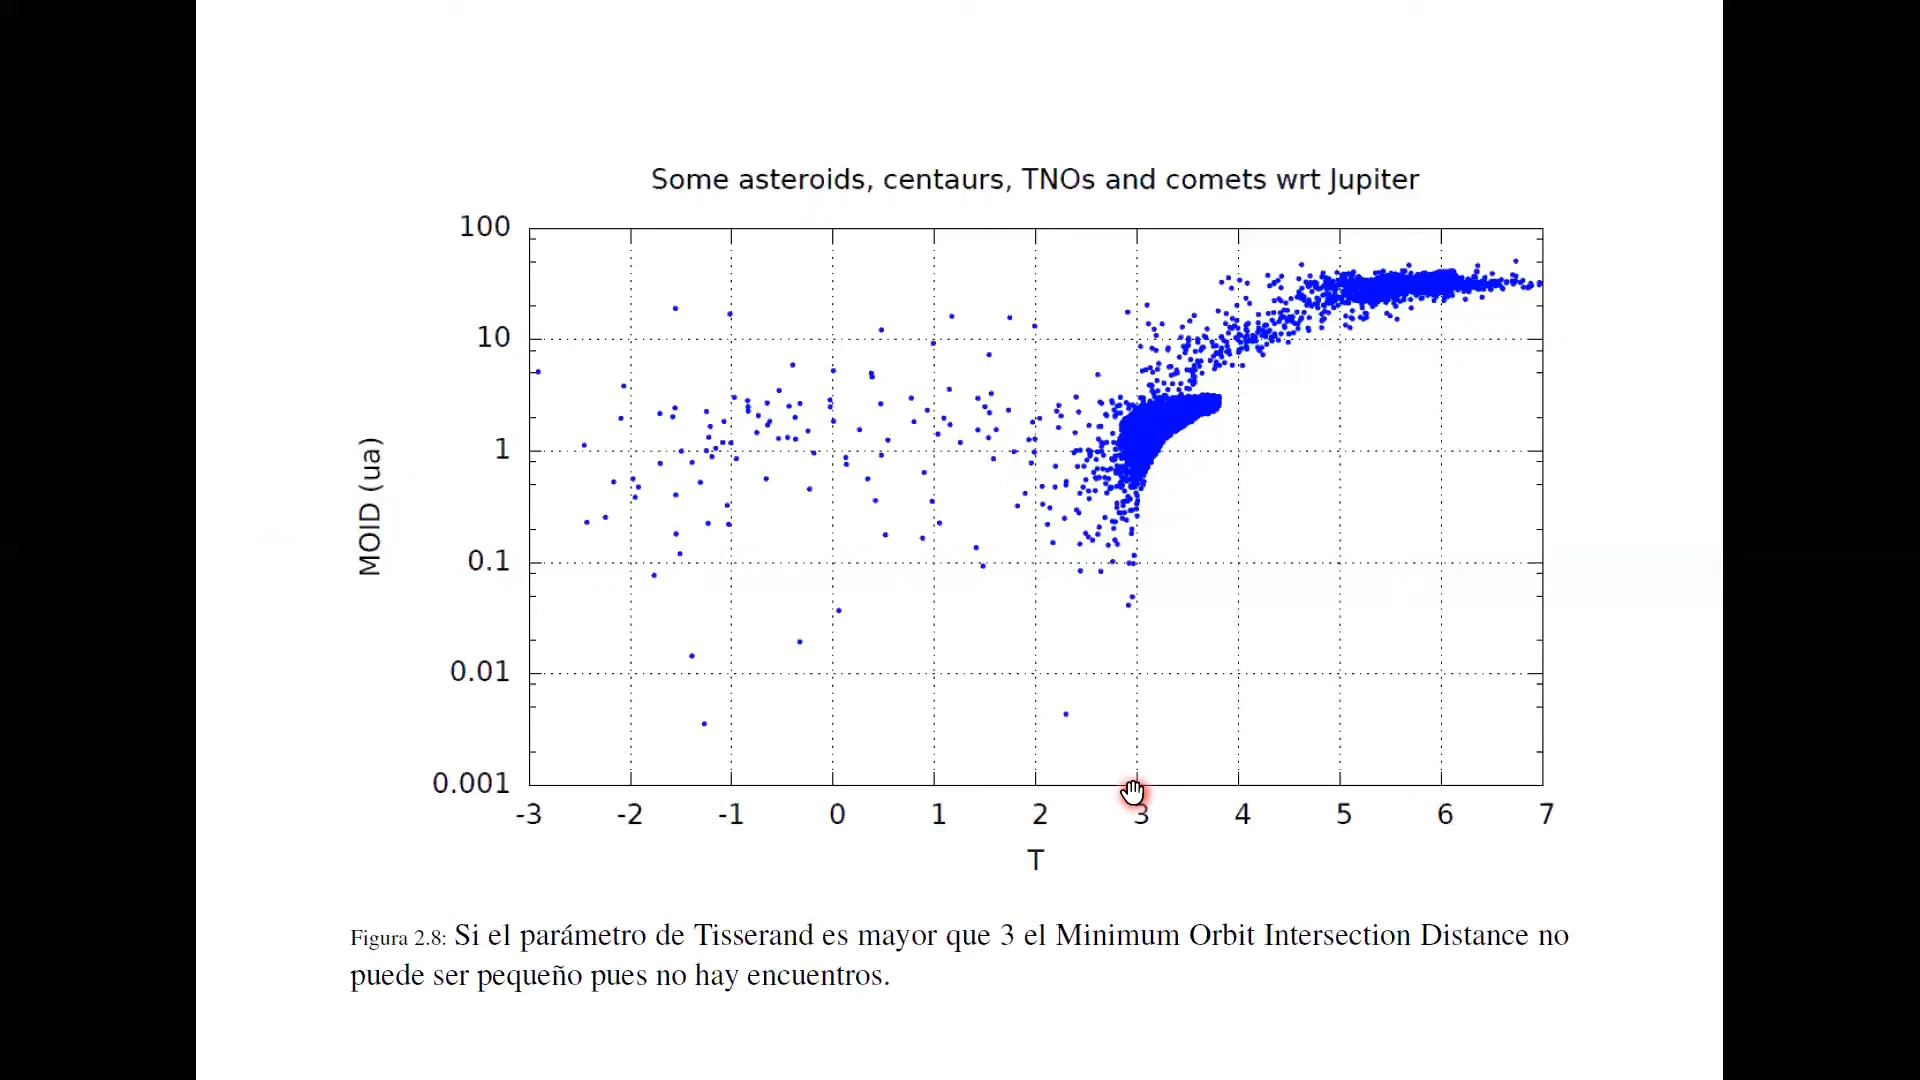 Some asteroids, centaurs, TNOs and comets wrt Jupiter
100
10
1
0.1
0.01
0.001
MOID (ua)
-3 -2 -1 0 1 2 3 4 5 6 7
T
Figura 2.8: Si el parámetro de Tisserand es mayor que 3 el Minimum Orbit Intersection Distance no
puede ser pequeño pues no hay encuentros.